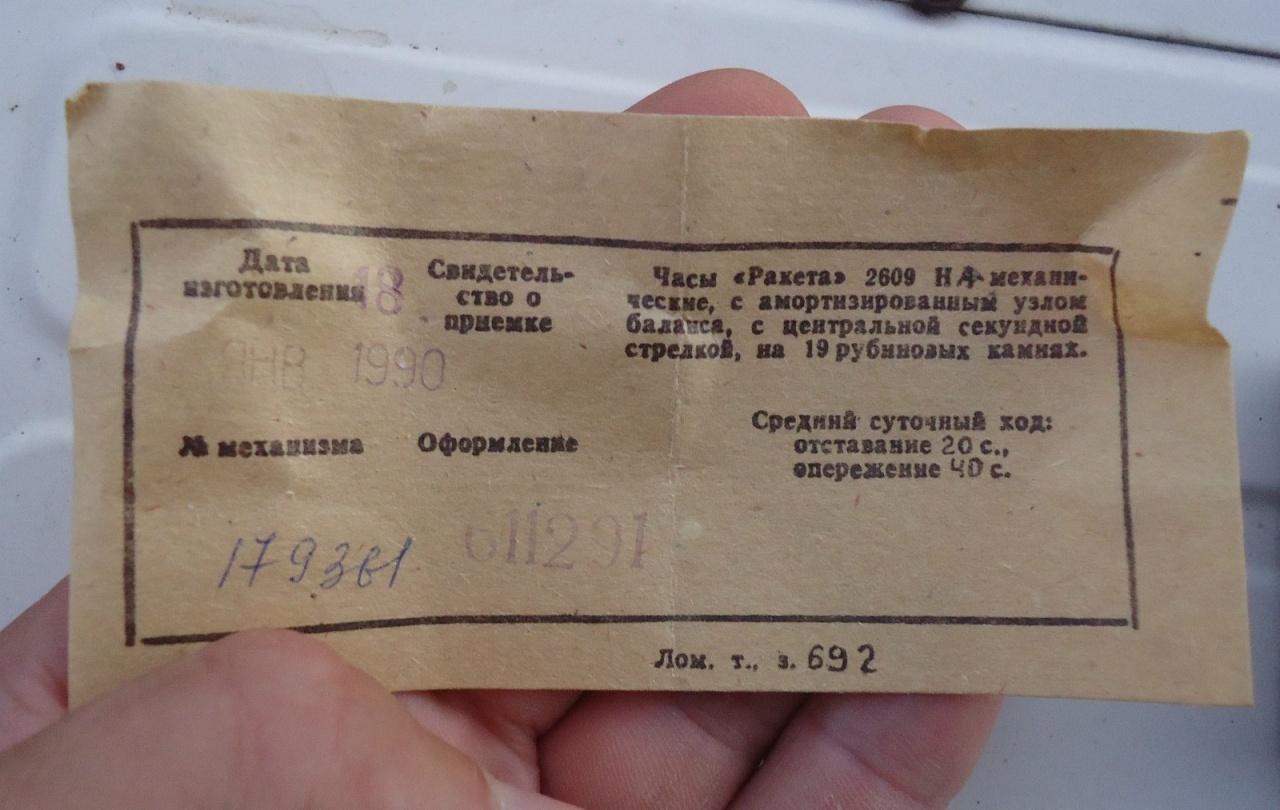 Дата
изготовления 18
ЯНВ 1990
Свидетель-
ство о
приемке
Часы «Ракета» 2609 НА механи-
ческие, с амортизированным узлом
баланса, с центральной секундной
стрелкой, на 19 рубиновых камнях.
№ механизма
Оформление
Средний суточный ход:
отставание 20 с.,
опережение 40 с.
179361
611291
Лом. т., з. 692